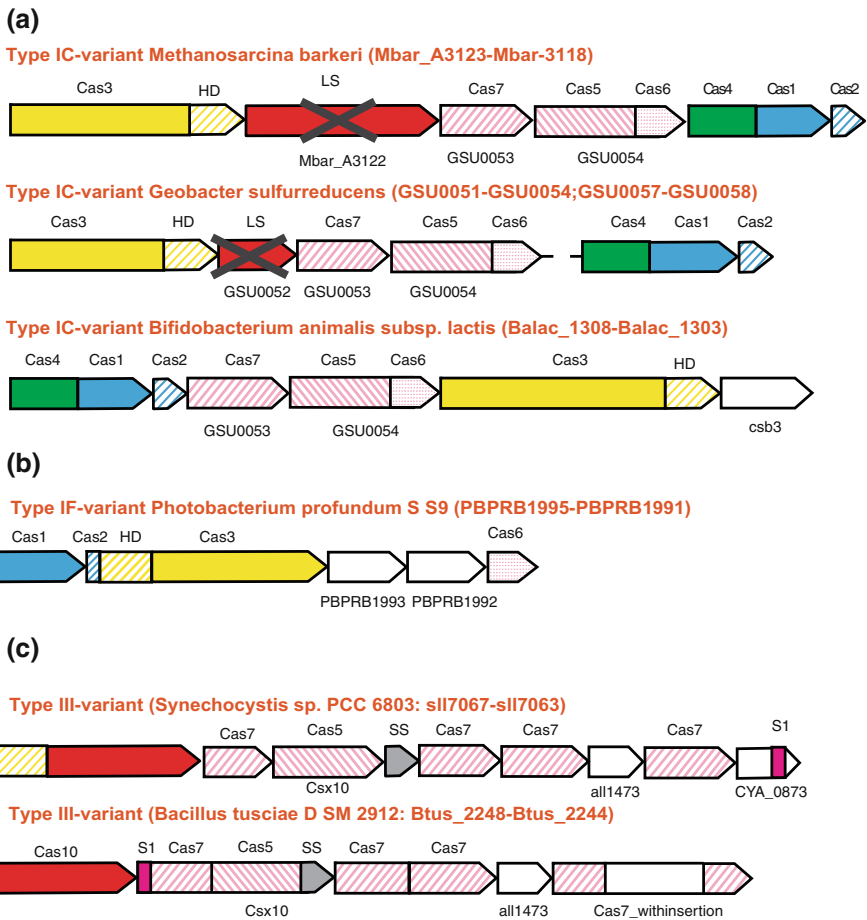 (a)
Type IC-variant Methanosarcina barkeri (Mbar_A3123-Mbar-3118)
Cas3 HD LS Cas7 Cas5 Cas6 Cas4 Cas1 Cas2
Mbar_A3122 GSU0053 GSU0054
Type IC-variant Geobacter sulfurreducens (GSU0051-GSU0054;GSU0057-GSU0058)
Cas3 HD LS Cas7 Cas5 Cas6 Cas4 Cas1 Cas2
GSU0052 GSU0053 GSU0054
Type IC-variant Bifidobacterium animalis subsp. lactis (Balac_1308-Balac_1303)
Cas4 Cas1 Cas2 Cas7 Cas5 Cas6 Cas3 HD
GSU0053 GSU0054 csb3
(b)
Type IF-variant Photobacterium profundum S S9 (PBPRB1995-PBPRB1991)
Cas1 Cas2 HD Cas3 Cas6
PBPRB1993 PBPRB1992
(c)
Type III-variant (Synechocystis sp. PCC 6803: sll7067-sll7063)
Cas7 Cas5 SS Cas7 Cas7 Cas7 S1
Csx10 all1473 CYA_0873
Type III-variant (Bacillus tusciae D SM 2912: Btus_2248-Btus_2244)
Cas10 S1 Cas7 Cas5 SS Cas7 Cas7
Csx10 all1473 Cas7_withinsertion